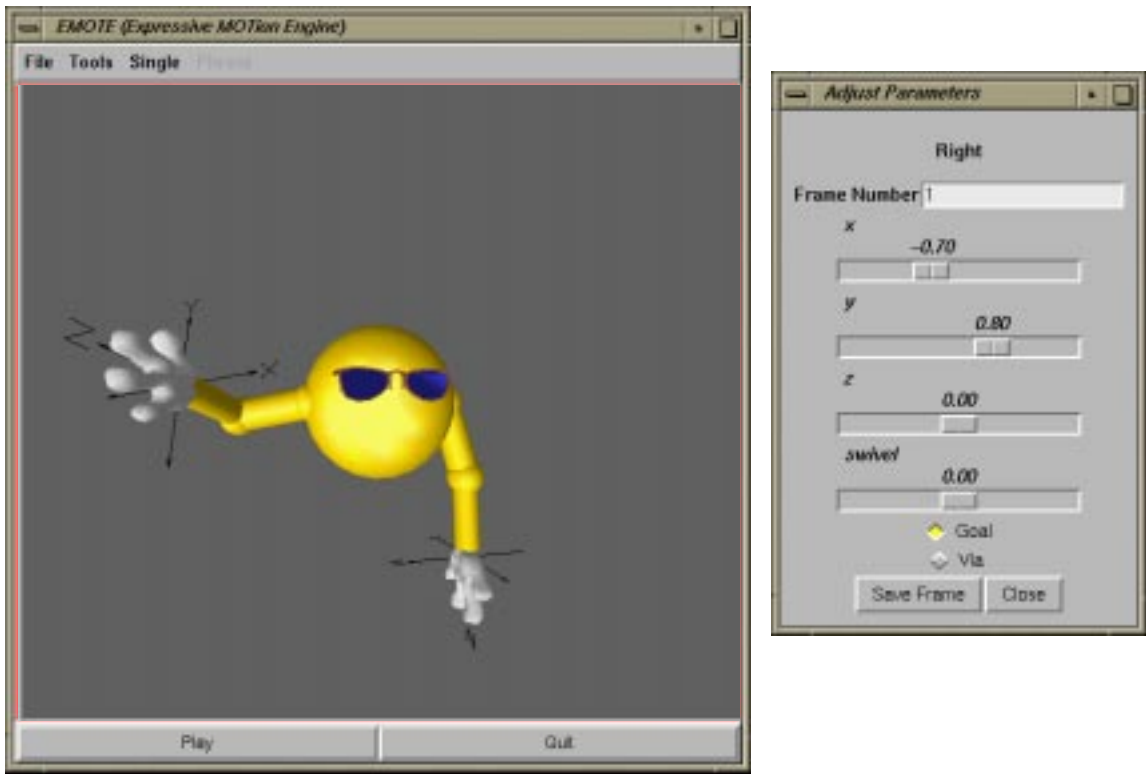 EMOTE (Expressive MOTion Engine)
File Tools Single
Z
Y
X
Play
Quit
Adjust Parameters
Right
Frame Number 1
x
-0.70
y
0.80
z
0.00
swivel
0.00
Goal
Via
Save Frame
Close